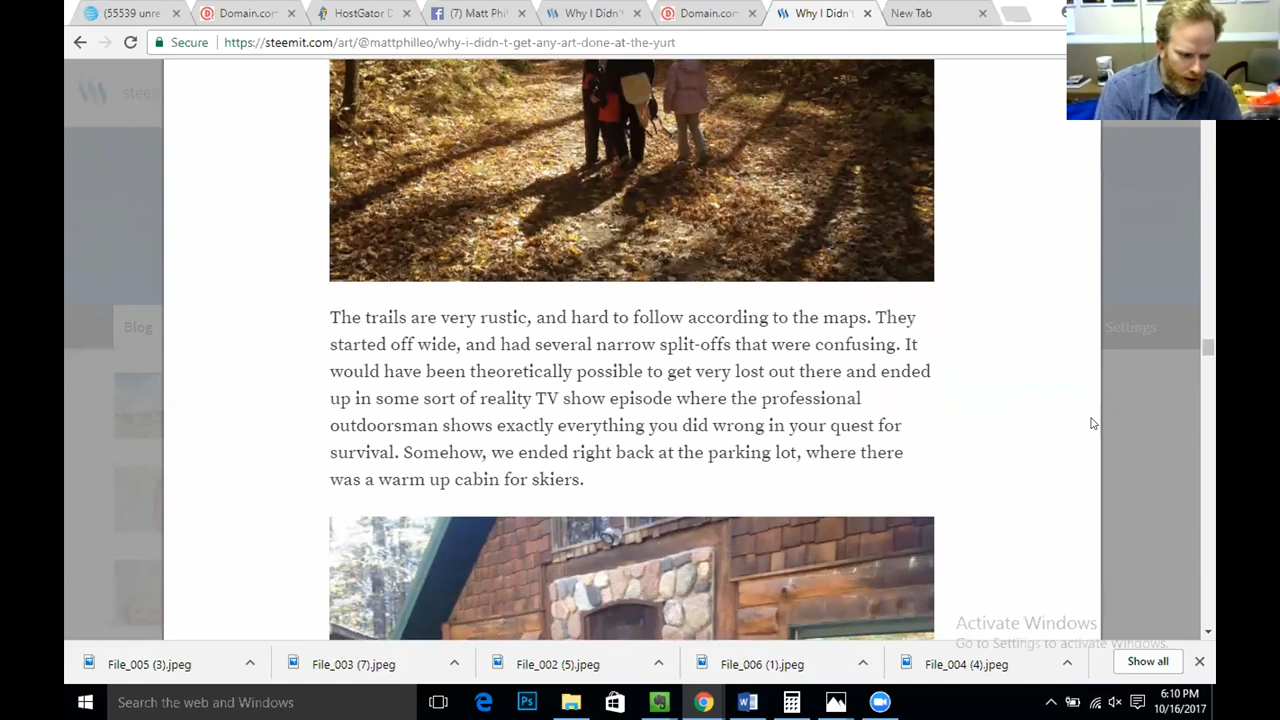 (55539 unre
Domain.com
HostGator
(7) Matt Phil
Why I Didn'
Domain.com
Why I Didn'
New Tab
Secure
https://steemit.com/art/@mattphilleo/why-i-didn-t-get-any-art-done-at-the-yurt
stee
Blog
Settings
The trails are very rustic, and hard to follow according to the maps. They
started off wide, and had several narrow split-offs that were confusing. It
would have been theoretically possible to get very lost out there and ended
up in some sort of reality TV show episode where the professional
outdoorsman shows exactly everything you did wrong in your quest for
survival. Somehow, we ended right back at the parking lot, where there
was a warm up cabin for skiers.
Activate Windows
Go to Settings to activate Windows.
File_005 (3).jpeg
File_003 (7).jpeg
File_002 (5).jpeg
File_006 (1).jpeg
File_004 (4).jpeg
Show all
Search the web and Windows
6:10 PM
10/16/2017